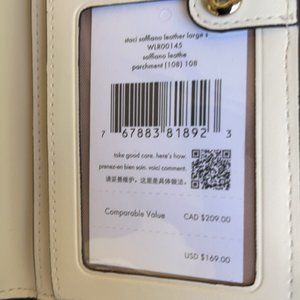 staci saffiano leather large s
WLR00145
saffiano leathe
parchment (108) 108
7 67883 81892 3
take good care. here's how.
prenez-en bien soin. voici comment.
请妥善维护。这里是具体做法。
Comparable Value CAD $209.00
USD $169.00